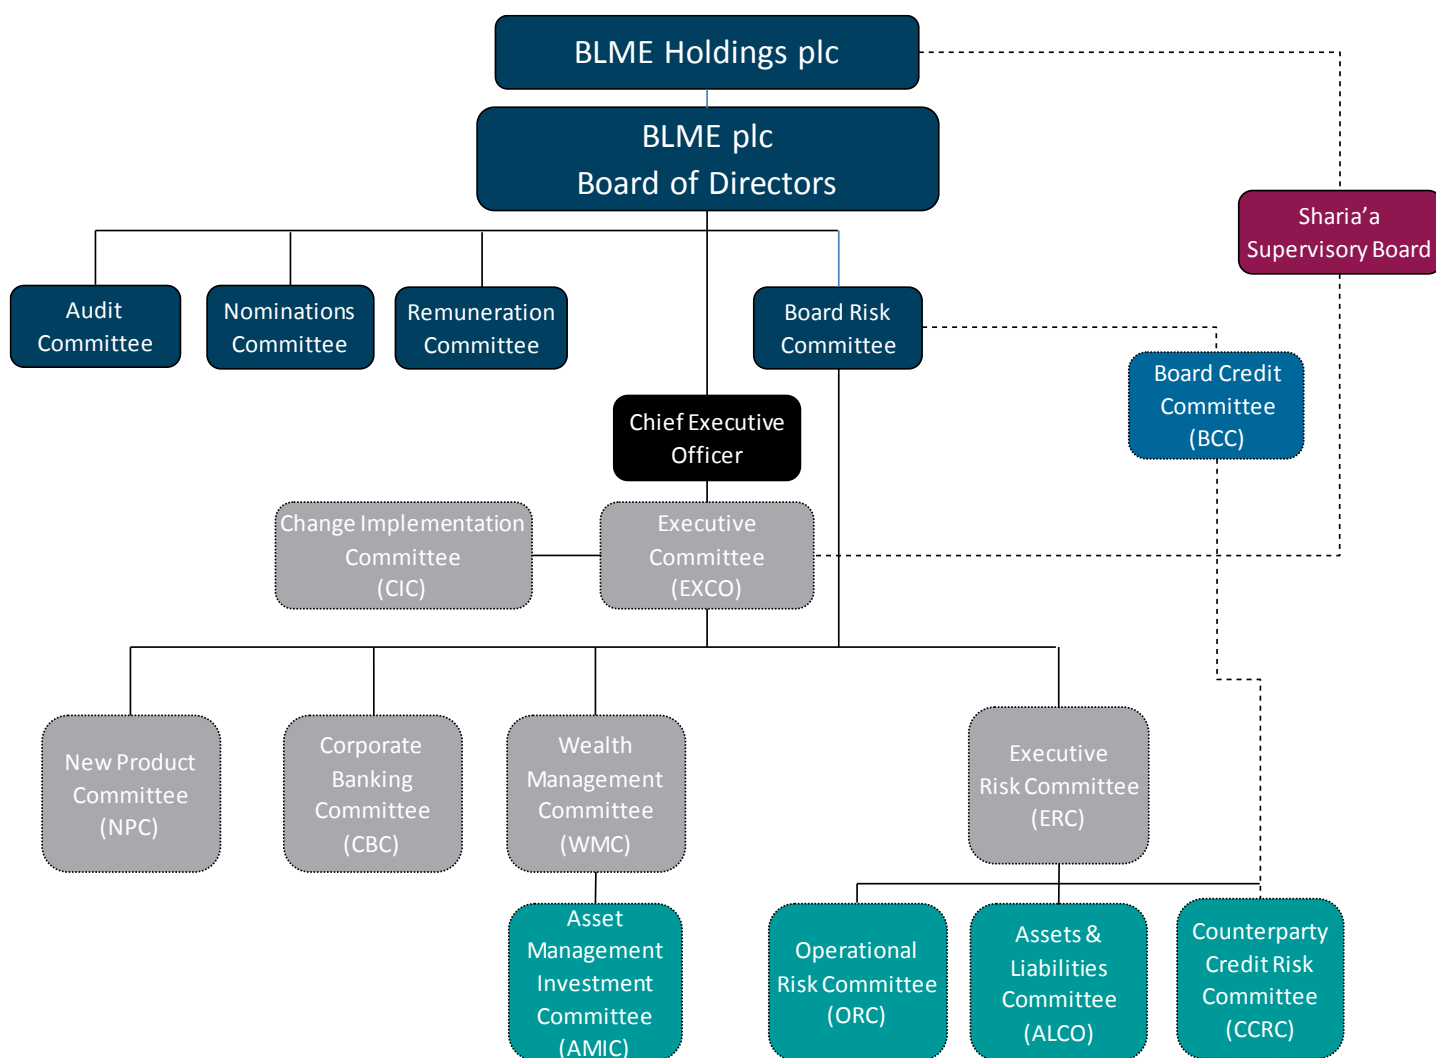 BLME Holdings plc
BLME plc
Board of Directors
Sharia’a
Supervisory Board
Audit
Committee
Nominations
Committee
Remuneration
Committee
Board Risk
Committee
Board Credit
Committee
(BCC)
Chief Executive
Officer
Change Implementation
Committee
(CIC)
Executive
Committee
(EXCO)
New Product
Committee
(NPC)
Corporate
Banking
Committee
(CBC)
Wealth
Management
Committee
(WMC)
Executive
Risk Committee
(ERC)
Asset
Management
Investment
Committee
(AMIC)
Operational
Risk Committee
(ORC)
Assets &
Liabilities
Committee
(ALCO)
Counterparty
Credit Risk
Committee
(CCRC)